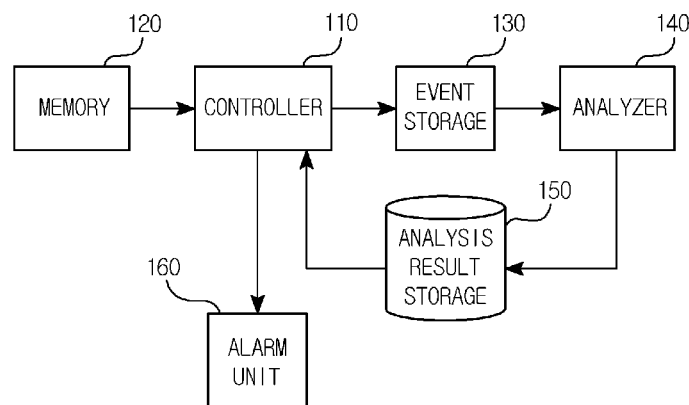 120
110
130
140
MEMORY
CONTROLLER
EVENT
STORAGE
ANALYZER
150
ANALYSIS
RESULT
STORAGE
160
ALARM
UNIT